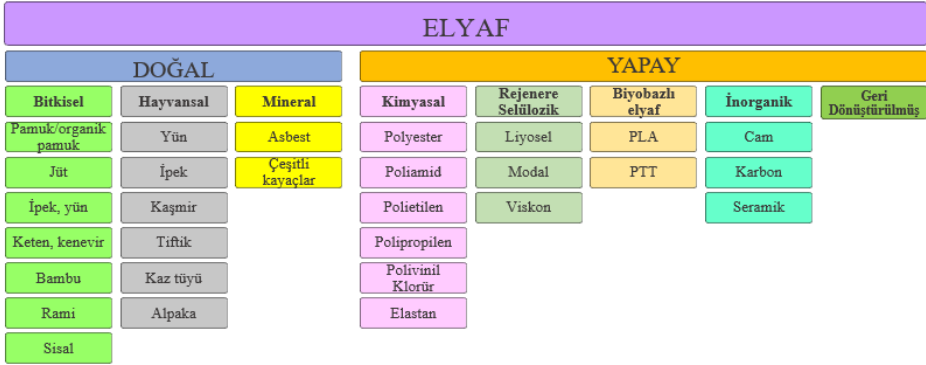 ELYAF
DOĞAL
YAPAY
Bitkisel
Hayvansal
Mineral
Kimyasal
Rejenere
Selülozik
Biyobazlı
elyaf
İnorganik
Geri
Dönüştürülmüş
Pamuk/organik
pamuk
Yün
Asbest
Polyester
Liyosel
PLA
Cam
Jüt
İpek
Çeşitli
kayaçlar
Poliamid
Modal
PTT
Karbon
İpek, yün
Kaşmir
Polietilen
Viskon
Seramik
Keten, kenevir
Tiftik
Polipropilen
Bambu
Kaz tüyü
Polivinil
Klorür
Rami
Alpaka
Elastan
Sisal